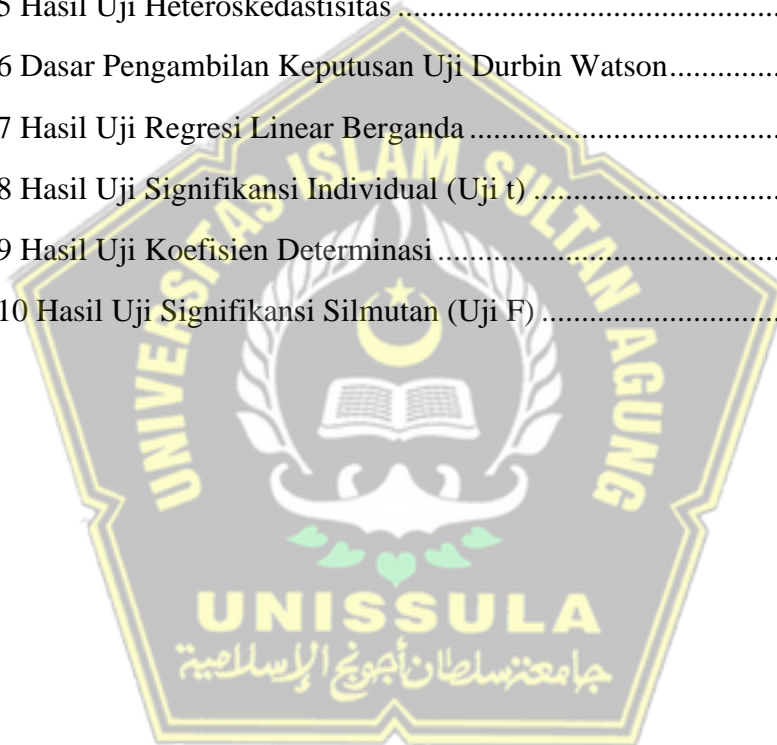 5 Hasil Uji Heteroskedastisitas ........................................
6 Dasar Pengambilan Keputusan Uji Durbin Watson..............
7 Hasil Uji Regresi Linear Berganda ........................................
8 Hasil Uji Signifikansi Individual (Uji t) ...............................
9 Hasil Uji Koefisien Determinasi ...........................................
10 Hasil Uji Signifikansi Silmutan (Uji F) ..............................
UNIVERSITAS ISLAM SULTAN AGUNG
UNISSULA
جامعتسلطان أجونج الإسلامية